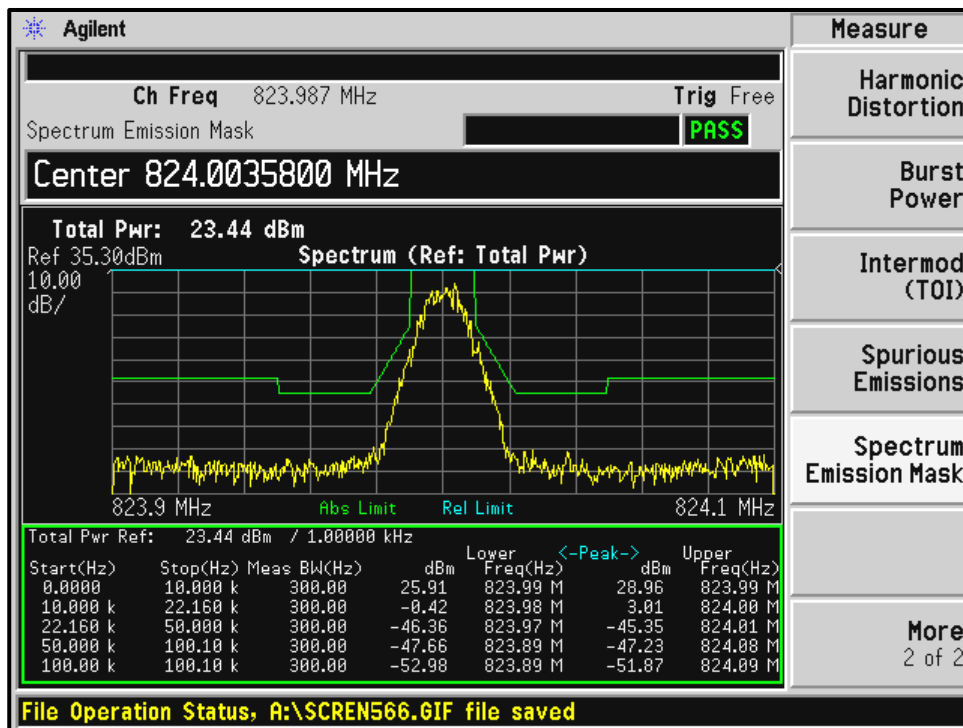 Agilent
Measure
Ch Freq 823.987 MHz Trig Free
Spectrum Emission Mask PASS
Center 824.0035800 MHz
Total Pwr: 23.44 dBm
Ref 35.30dBm Spectrum (Ref: Total Pwr)
10.00
dB/
823.9 MHz Abs Limit Rel Limit 824.1 MHz
Total Pwr Ref: 23.44 dBm / 1.00000 kHz
Lower <-Peak-> Upper
Start(Hz) Stop(Hz) Meas BW(Hz) dBm Freq(Hz) dBm Freq(Hz)
0.0000 10.000 k 300.00 25.91 823.99 M 28.96 823.99 M
10.000 k 22.160 k 300.00 -0.42 823.98 M 3.01 824.00 M
22.160 k 50.000 k 300.00 -46.36 823.97 M -45.35 824.01 M
50.000 k 100.10 k 300.00 -47.66 823.89 M -47.23 824.08 M
100.00 k 100.10 k 300.00 -52.98 823.89 M -51.87 824.09 M
Harmonic
Distortion
Burst
Power
Intermod
(TOI)
Spurious
Emissions
Spectrum
Emission Mask
More
2 of 2
File Operation Status, A:\SCREN566.GIF file saved